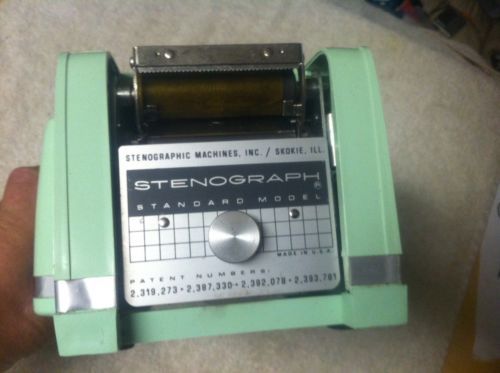 STENOGRAPHIC MACHINES, INC. / SKOKIE, ILL.
STENOGRAPH®
STANDARD MODEL
MADE IN U.S.A.
PATENT NUMBERS:
2,319,273 • 2,387,330 • 2,392,078 • 2,393,781